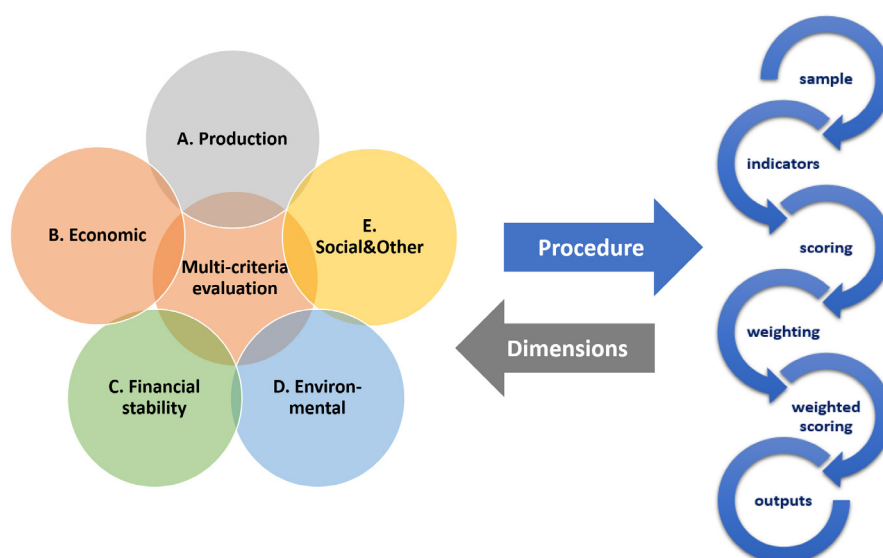 A. Production
B. Economic
E.
Social&Other
Multi-criteria
evaluation
C. Financial
stability
D. Environ-
mental
Procedure
Dimensions
sample
indicators
scoring
weighting
weighted
scoring
outputs